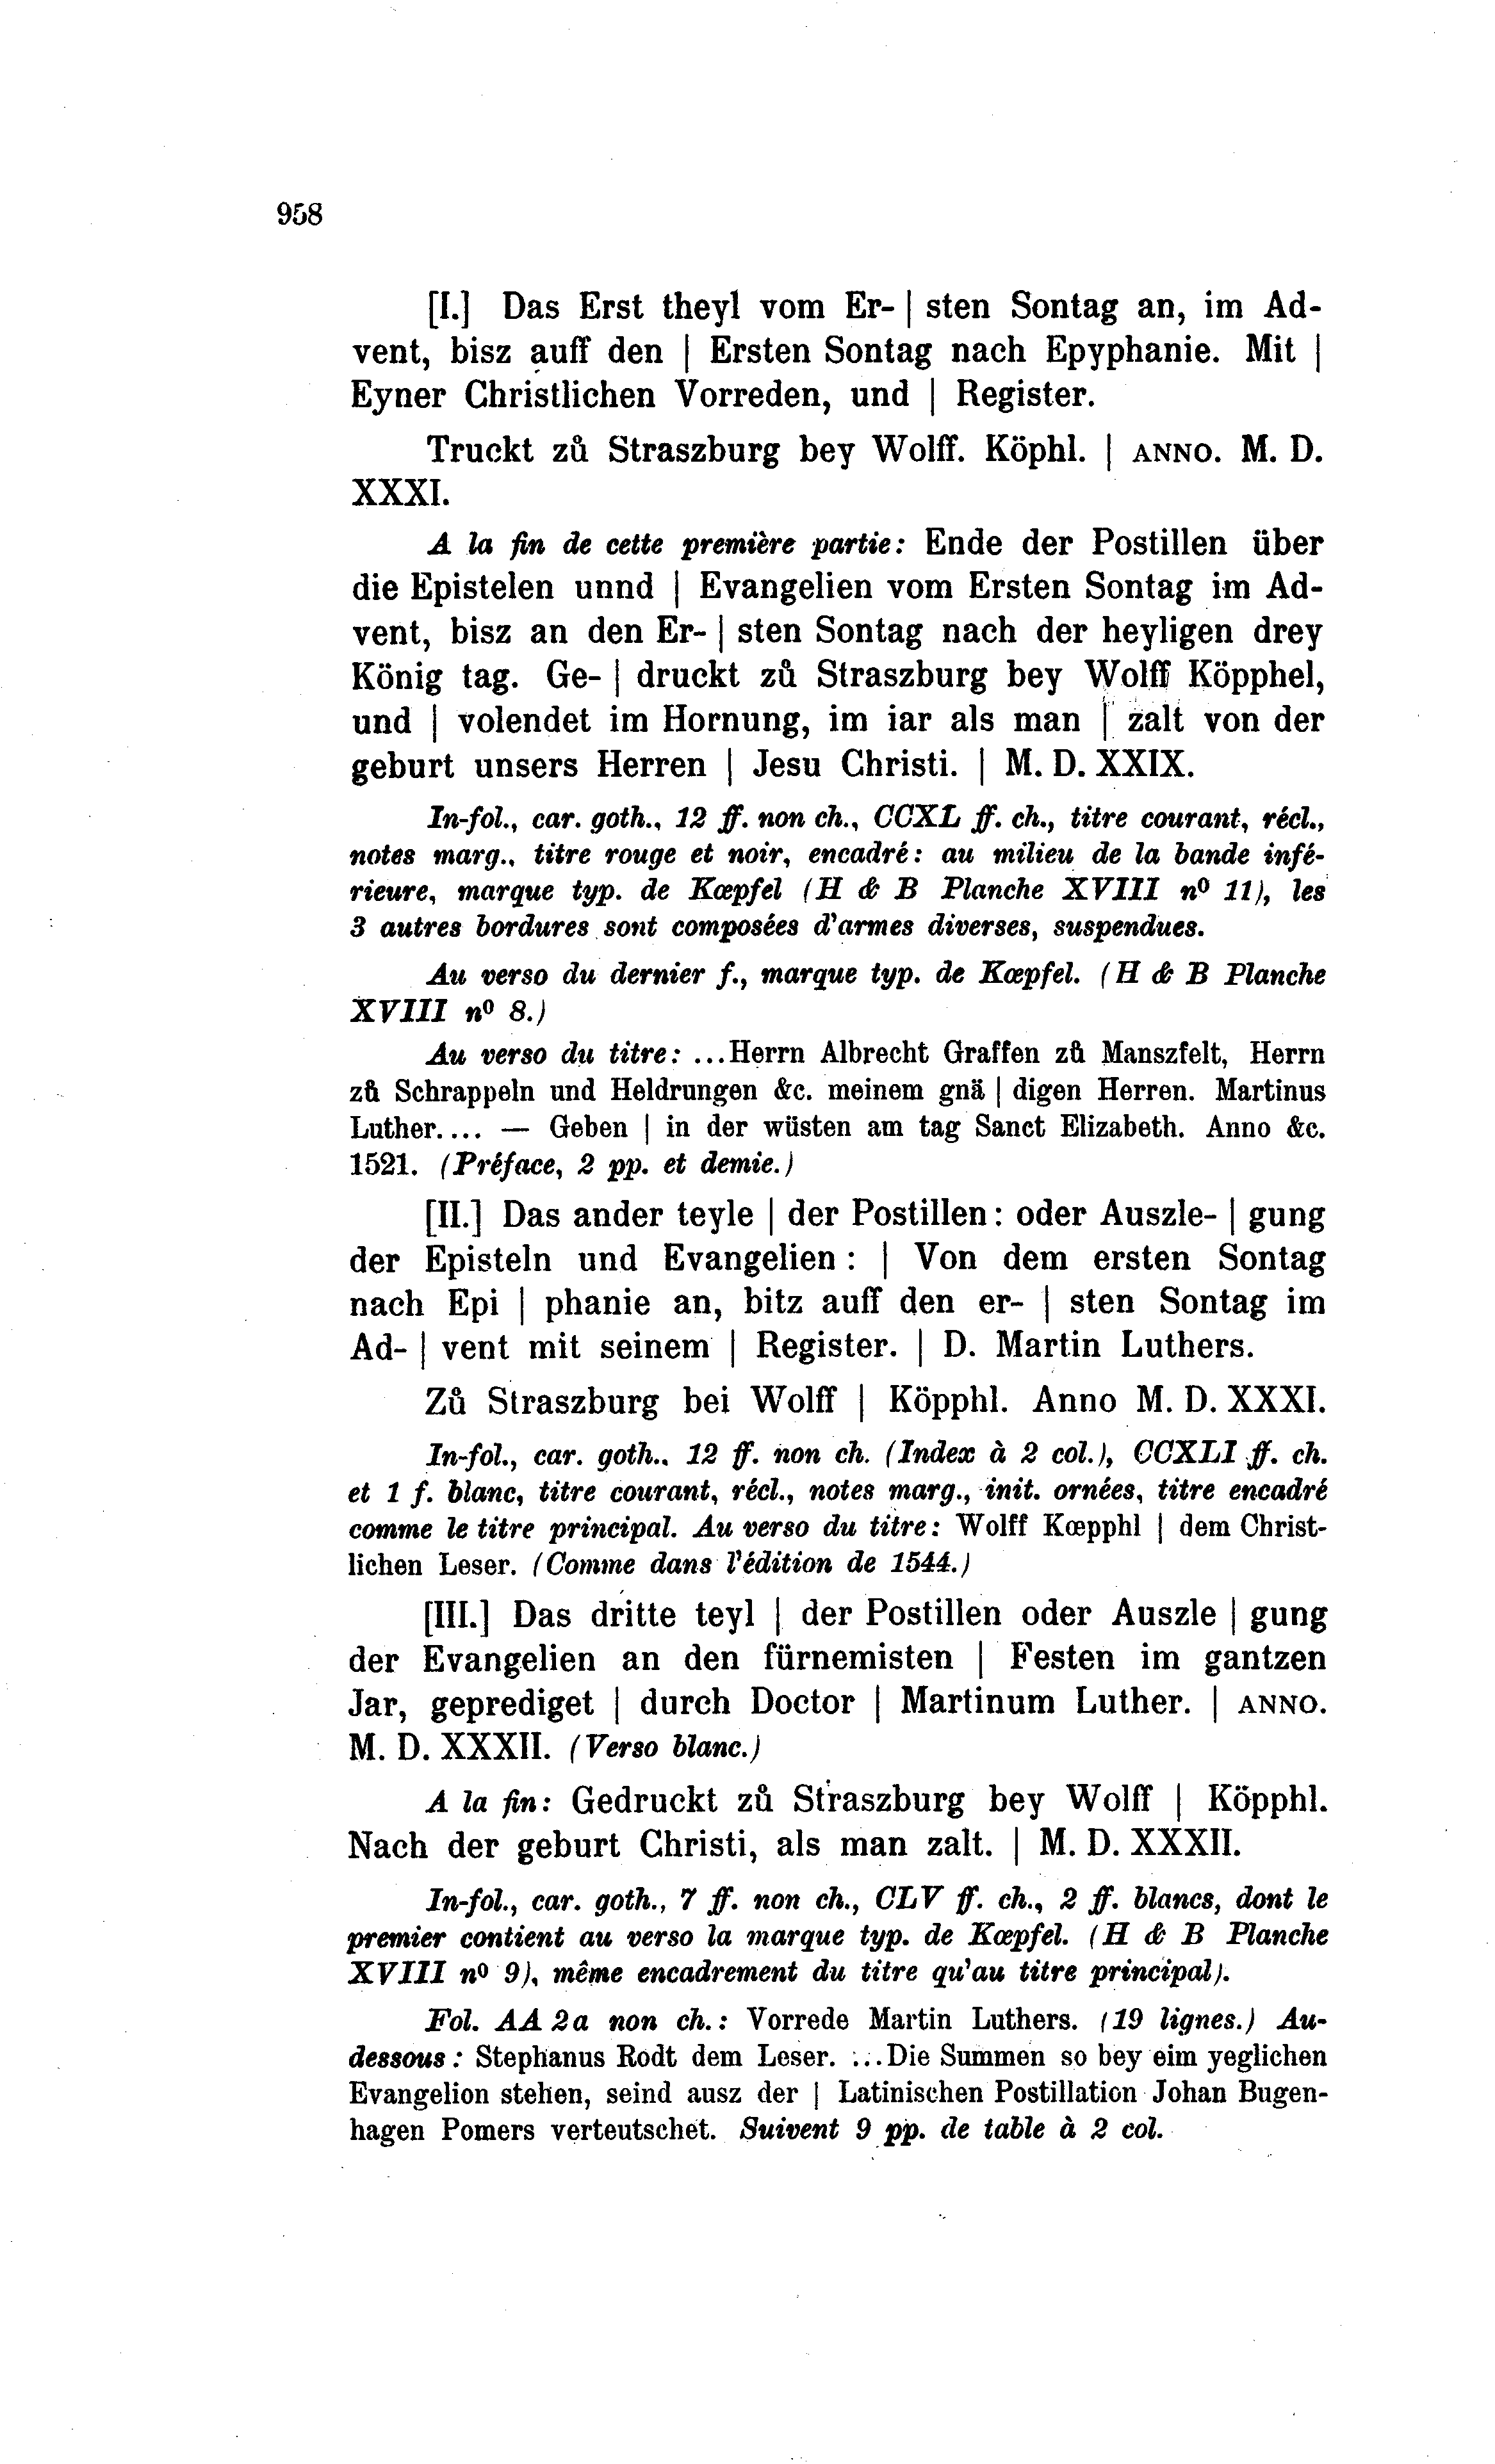 958
[I.] Das Erst theyl vom Er- | sten Sontag an, im Ad-
vent, bisz auff den | Ersten Sontag nach Epyphanie. Mit |
Eyner Christlichen Vorreden, und | Register.
Truckt zů Straszburg bey Wolff. Köphl. | ANNO. M. D.
XXXI.
A la fin de cette première partie: Ende der Postillen über
die Epistelen unnd | Evangelien vom Ersten Sontag im Ad-
vent, bisz an den Er- | sten Sontag nach der heyligen drey
König tag. Ge- | druckt zů Straszburg bey Wolff Köpphel,
und | volendet im Hornung, im iar als man | zalt von der
geburt unsers Herren | Jesu Christi. | M. D. XXIX.
In-fol., car. goth., 12 ff. non ch., CCXL ff. ch., titre courant, récl.,
notes marg., titre rouge et noir, encadré: au milieu de la bande infé-
rieure, marque typ. de Kœpfel (H & B Planche XVIII nº 11), les
3 autres bordures sont composées d'armes diverses, suspendues.
Au verso du dernier f., marque typ. de Kœpfel. (H & B Planche
XVIII nº 8.)
Au verso du titre: ...Herrn Albrecht Graffen zů Manszfelt, Herrn
zů Schrappeln und Heldrungen &c. meinem gnä | digen Herren. Martinus
Luther.... — Geben | in der wüsten am tag Sanct Elizabeth. Anno &c.
1521. (Préface, 2 pp. et demie.)
[II.] Das ander teyle | der Postillen: oder Auszle- | gung
der Episteln und Evangelien: | Von dem ersten Sontag
nach Epi | phanie an, bitz auff den er- | sten Sontag im
Ad- | vent mit seinem | Register. | D. Martin Luthers.
Zů Straszburg bei Wolff | Köpphl. Anno M. D. XXXI.
In-fol., car. goth., 12 ff. non ch. (Index à 2 col.), CCXLI ff. ch.
et 1 f. blanc, titre courant, récl., notes marg., init. ornées, titre encadré
comme le titre principal. Au verso du titre: Wolff Kœpphl | dem Christ-
lichen Leser. (Comme dans l'édition de 1544.)
[III.] Das dritte teyl | der Postillen oder Auszle | gung
der Evangelien an den fürnemisten | Festen im gantzen
Jar, geprediget | durch Doctor | Martinum Luther. | ANNO.
M. D. XXXII. (Verso blanc.)
A la fin: Gedruckt zů Straszburg bey Wolff | Köpphl.
Nach der geburt Christi, als man zalt. | M. D. XXXII.
In-fol., car. goth., 7 ff. non ch., CLV ff. ch., 2 ff. blancs, dont le
premier contient au verso la marque typ. de Kœpfel. (H & B Planche
XVIII nº 9), même encadrement du titre qu'au titre principal).
Fol. AA 2a non ch.: Vorrede Martin Luthers. (19 lignes.) Au-
dessous: Stephanus Rodt dem Leser. ...Die Summen so bey eim yeglichen
Evangelion stehen, seind ausz der | Latinischen Postillation Johan Bugen-
hagen Pomers verteutschet. Suivent 9 pp. de table à 2 col.